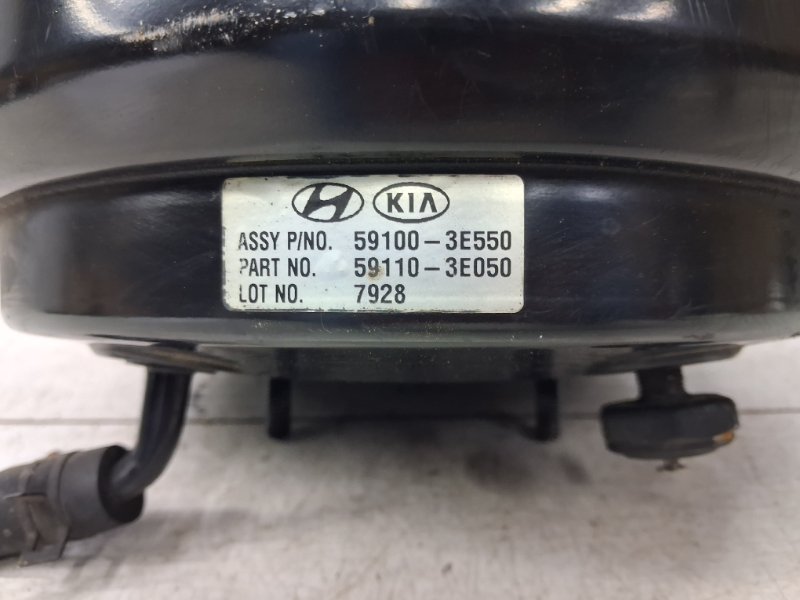 KIA
ASSY P/NO. 59100-3E550
PART NO. 59110-3E050
LOT NO. 7928